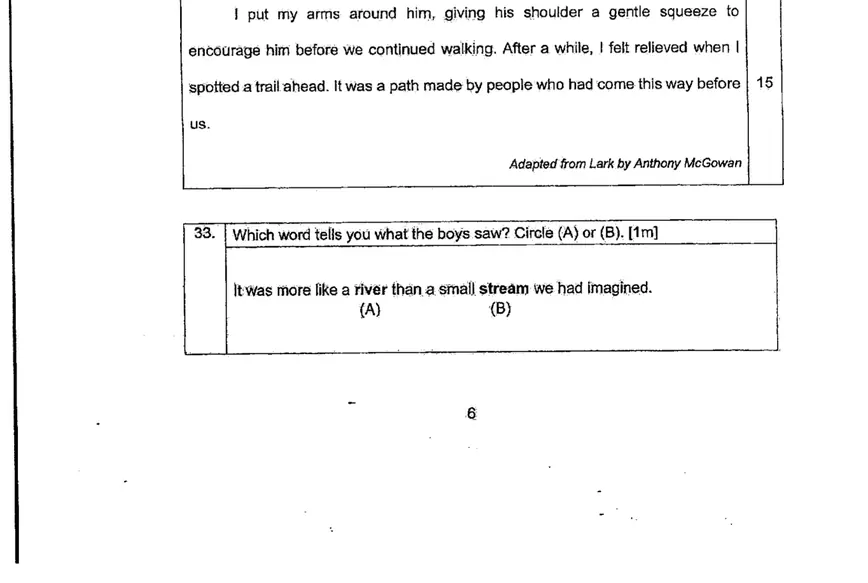 I put my arms around him, giving his shoulder a gentle squeeze to
encourage him before we continued walking. After a while, I felt relieved when I
spotted a trail ahead. It was a path made by people who had come this way before 15
us.
Adapted from Lark by Anthony McGowan
33. Which word tells you what the boys saw? Circle (A) or (B). [1m]
It was more like a river than a small stream we had imagined.
(A) (B)
6